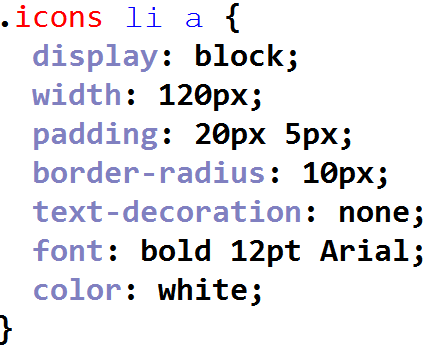 .icons li a {
  display: block;
  width: 120px;
  padding: 20px 5px;
  border-radius: 10px;
  text-decoration: none;
  font: bold 12pt Arial;
  color: white;
}